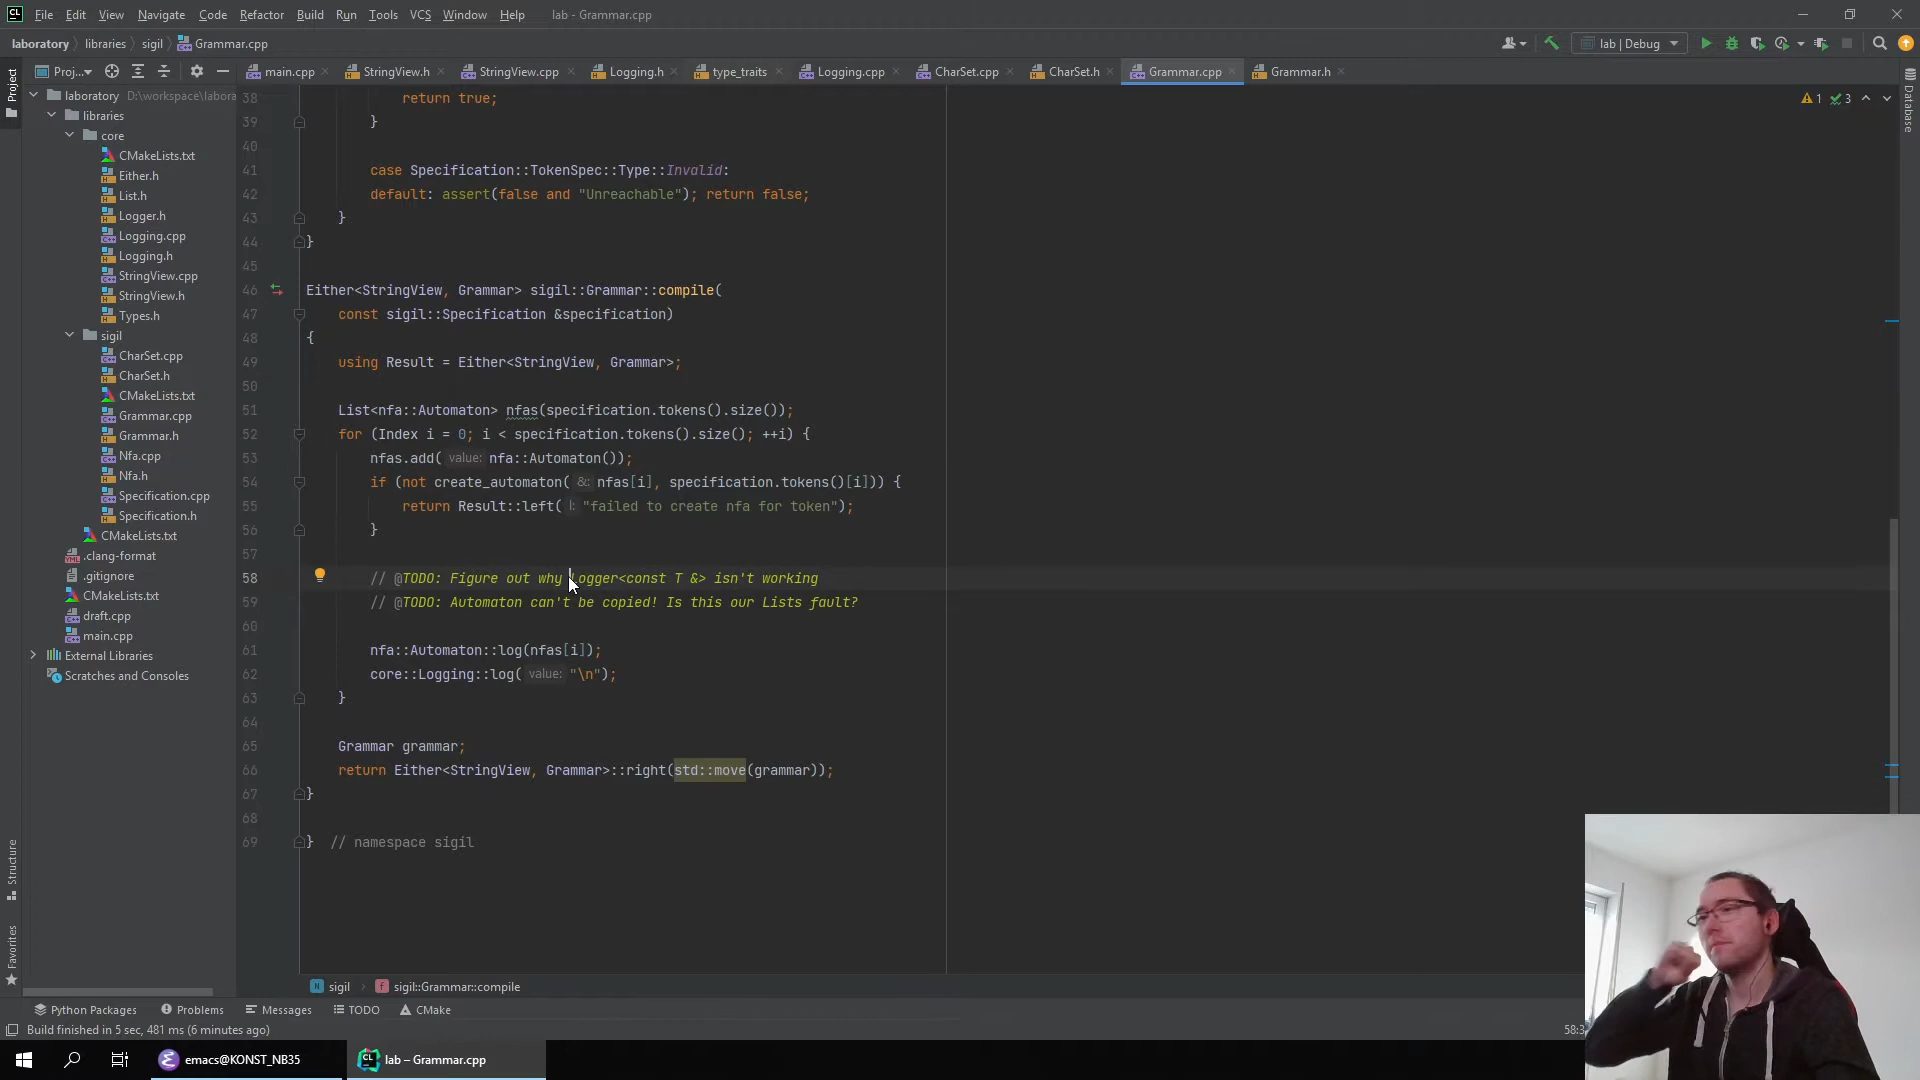 CL File Edit View Navigate Code Refactor Build Run Tools VCS Window Help lab - Grammar.cpp
laboratory libraries sigil Grammar.cpp
lab | Debug
Proj...
main.cpp StringView.h StringView.cpp Logging.h type_traits Logging.cpp CharSet.cpp CharSet.h Grammar.cpp Grammar.h
Project
Database
1 3
laboratory D:\workspace\labora
libraries
core
CMakeLists.txt
Either.h
List.h
Logger.h
Logging.cpp
Logging.h
StringView.cpp
StringView.h
Types.h
sigil
CharSet.cpp
CharSet.h
CMakeLists.txt
Grammar.cpp
Grammar.h
Nfa.cpp
Nfa.h
Specification.cpp
Specification.h
CMakeLists.txt
.clang-format
.gitignore
CMakeLists.txt
draft.cpp
main.cpp
External Libraries
Scratches and Consoles
Structure
Favorites
38 return true;
39 }
40
41 case Specification::TokenSpec::Type::Invalid:
42 default: assert(false and "Unreachable"); return false;
43 }
44 }
45
46 Either<StringView, Grammar> sigil::Grammar::compile(
47 const sigil::Specification &specification)
48 {
49 using Result = Either<StringView, Grammar>;
50
51 List<nfa::Automaton> nfas(specification.tokens().size());
52 for (Index i = 0; i < specification.tokens().size(); ++i) {
53 nfas.add( value: nfa::Automaton());
54 if (not create_automaton( &: nfas[i], specification.tokens()[i])) {
55 return Result::left( l: "failed to create nfa for token");
56 }
57
58 // @TODO: Figure out why Logger<const T &> isn't working
59 // @TODO: Automaton can't be copied! Is this our Lists fault?
60
61 nfa::Automaton::log(nfas[i]);
62 core::Logging::log( value: "\n");
63 }
64
65 Grammar grammar;
66 return Either<StringView, Grammar>::right(std::move(grammar));
67 }
68
69 } // namespace sigil
N sigil f sigil::Grammar::compile
Python Packages Problems Messages TODO CMake
Build finished in 5 sec, 481 ms (6 minutes ago)
emacs@KONST_NB35
CL lab – Grammar.cpp